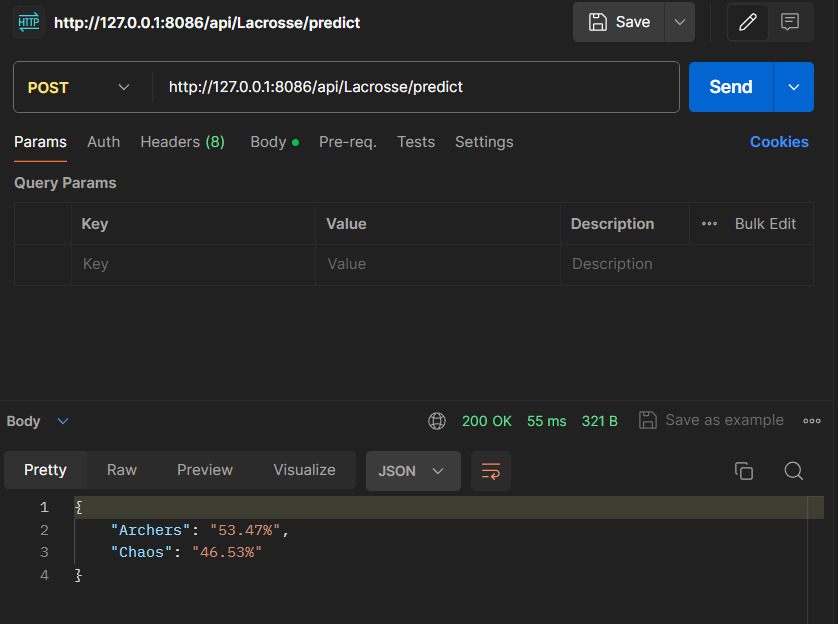 HTTP http://127.0.0.1:8086/api/Lacrosse/predict Save
POST http://127.0.0.1:8086/api/Lacrosse/predict Send
Params Auth Headers (8) Body Pre-req. Tests Settings Cookies
Query Params
Key Value Description ••• Bulk Edit
Key Value Description
Body 200 OK 55 ms 321 B Save as example
Pretty Raw Preview Visualize JSON
1 {
2 "Archers": "53.47%",
3 "Chaos": "46.53%"
4 }